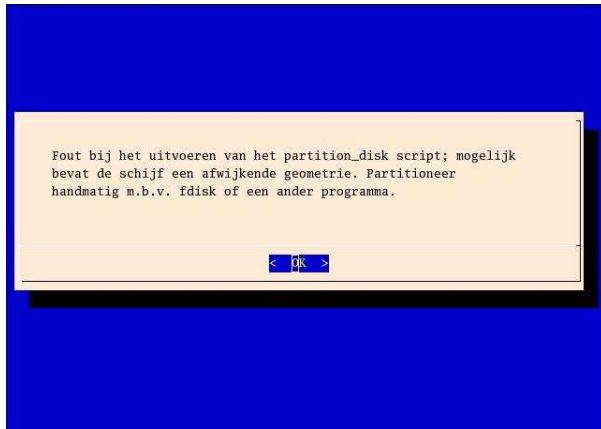 Fout bij het uitvoeren van het partition_disk script; mogelijk
bevat de schijf een afwijkende geometrie. Partitioneer
handmatig m.b.v. fdisk of een ander programma.
< OK >